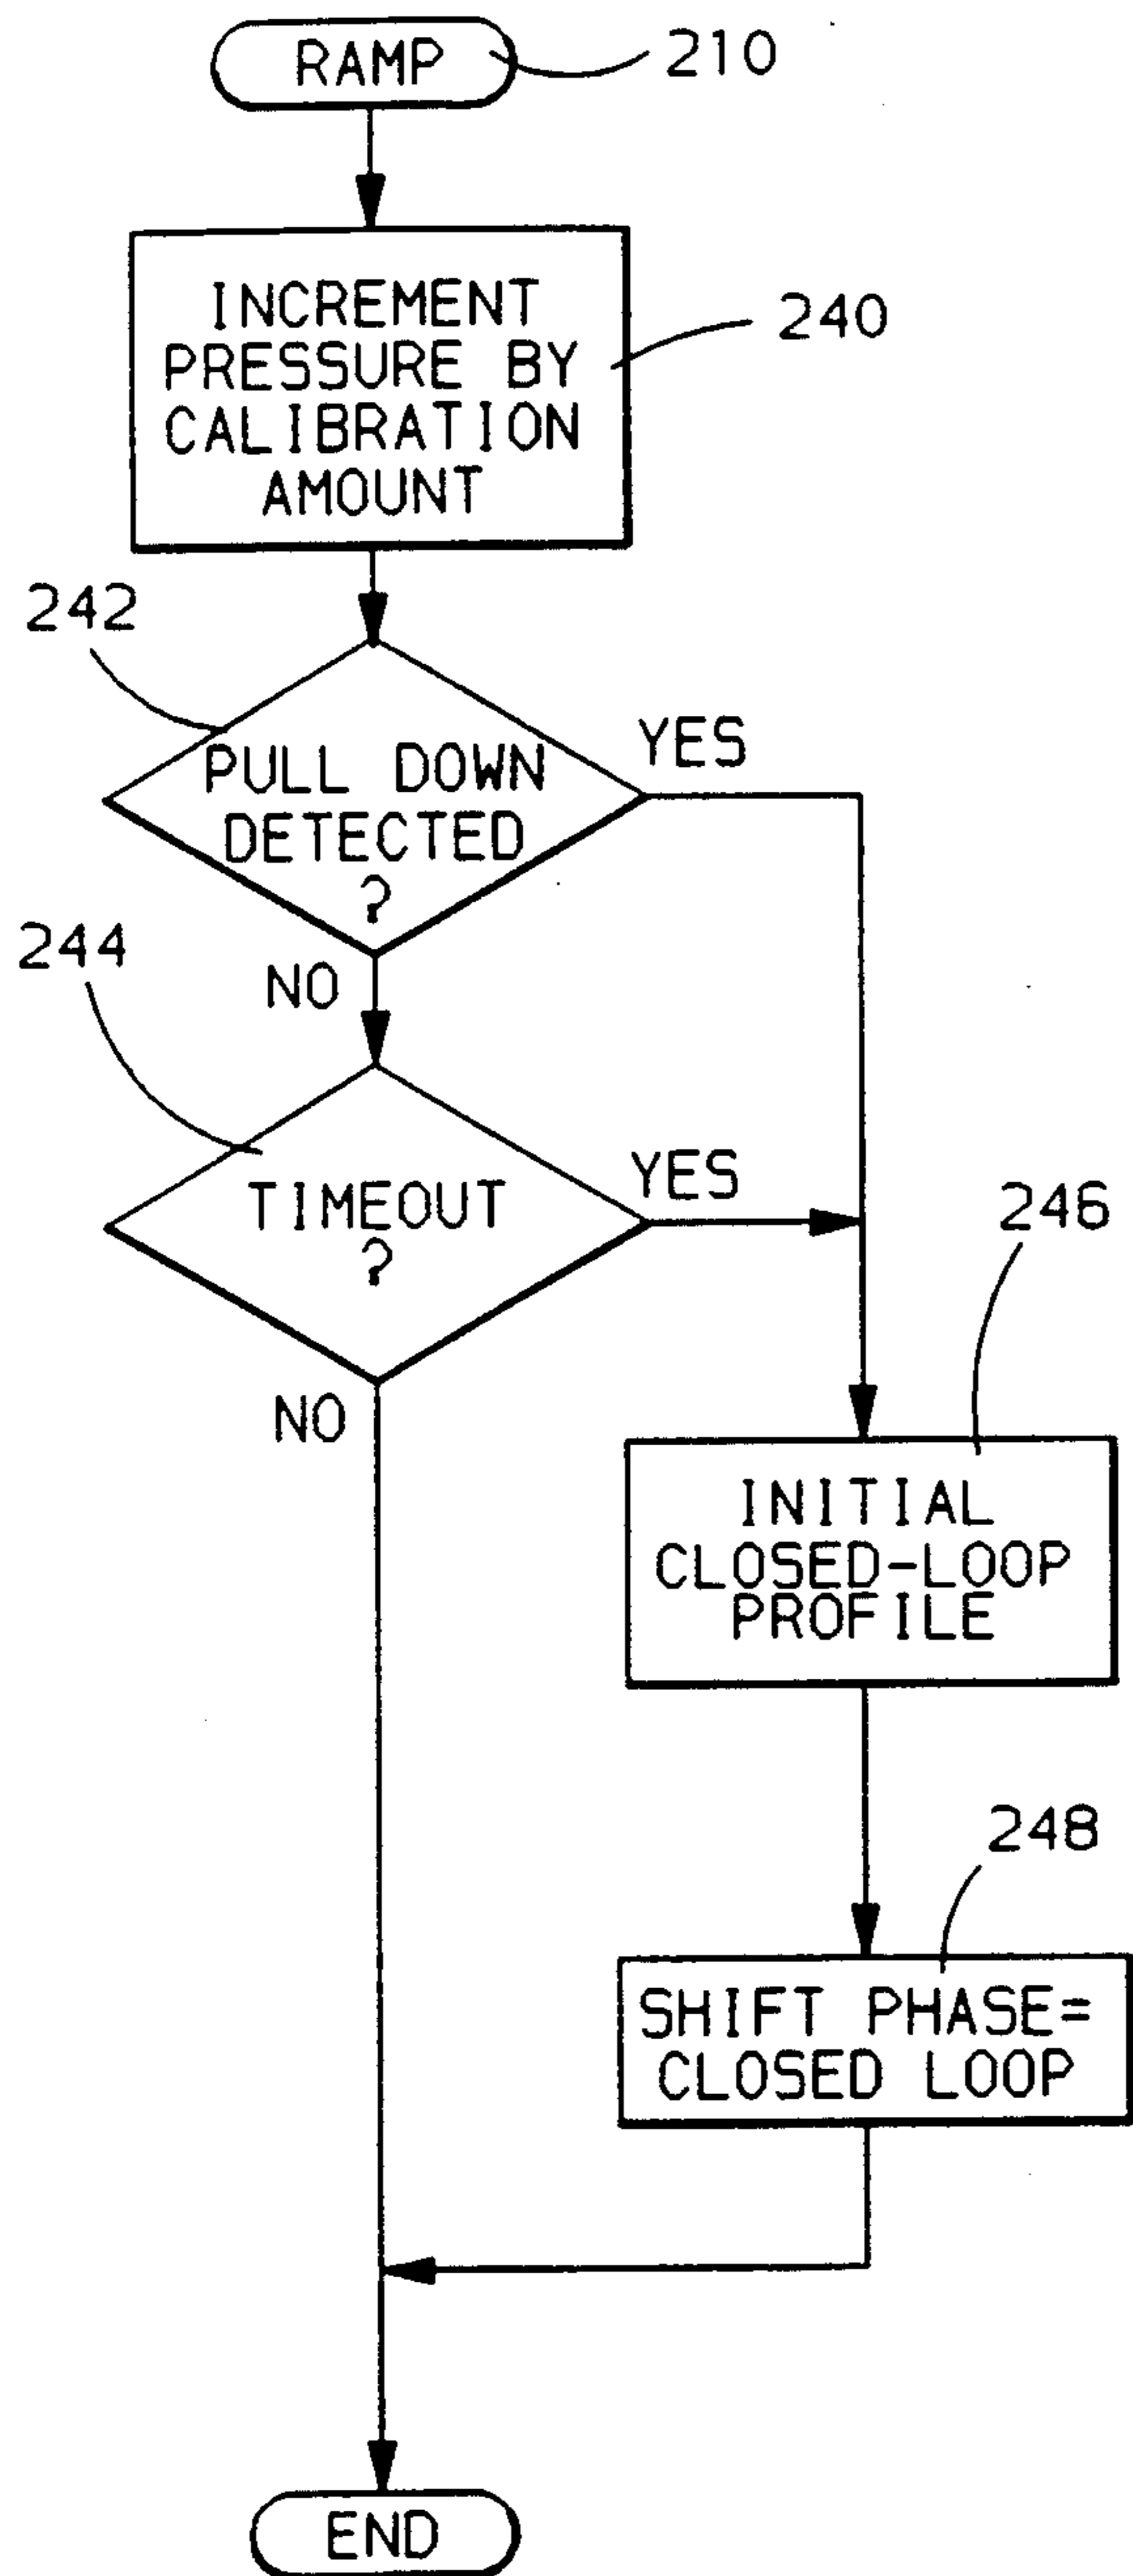 RAMP
210
INCREMENT
PRESSURE BY
CALIBRATION
AMOUNT
240
242
PULL DOWN
DETECTED
?
YES
NO
244
TIMEOUT
?
YES
NO
246
INITIAL
CLOSED-LOOP
PROFILE
248
SHIFT PHASE=
CLOSED LOOP
END